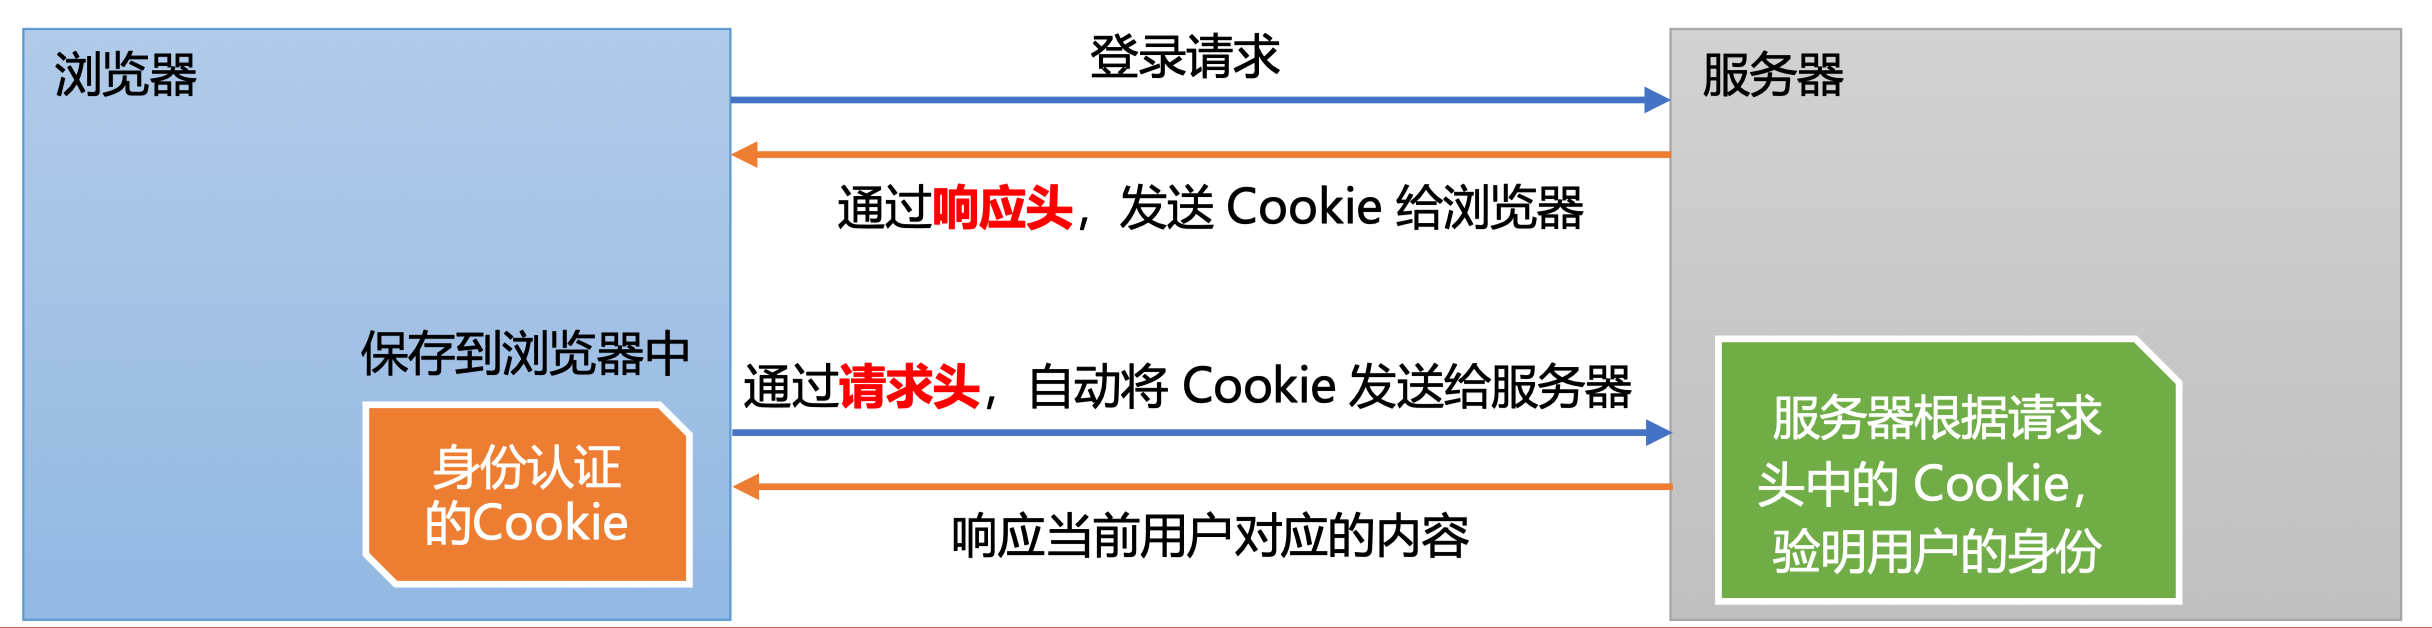 浏览器
登录请求
服务器
通过响应头，发送 Cookie 给浏览器
保存到浏览器中
通过请求头，自动将 Cookie 发送给服务器
身份认证
的Cookie
服务器根据请求
头中的 Cookie，
验明用户的身份
响应当前用户对应的内容